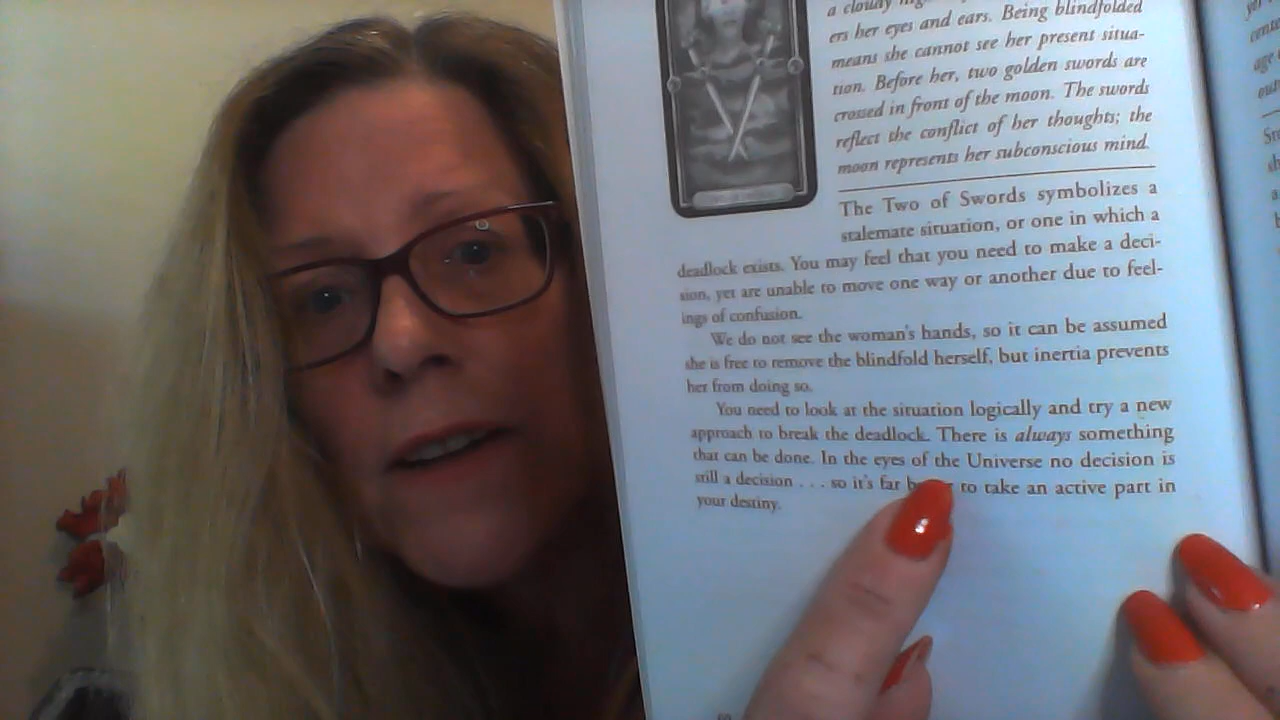 a cloudy
ers her eyes and ears. Being blindfolded
means she cannot see her present situa-
tion. Before her, two golden swords are
crossed in front of the moon. The swords
reflect the conflict of her thoughts; the
moon represents her subconscious mind.
The Two of Swords symbolizes a
stalemate situation, or one in which a
deadlock exists. You may feel that you need to make a deci-
sion, yet are unable to move one way or another due to feel-
ings of confusion.
We do not see the woman's hands, so it can be assumed
she is free to remove the blindfold herself, but inertia prevents
her from doing so.
You need to look at the situation logically and try a new
approach to break the deadlock. There is always something
that can be done. In the eyes of the Universe no decision is
still a decision . . . so it's far to take an active part in
your destiny.